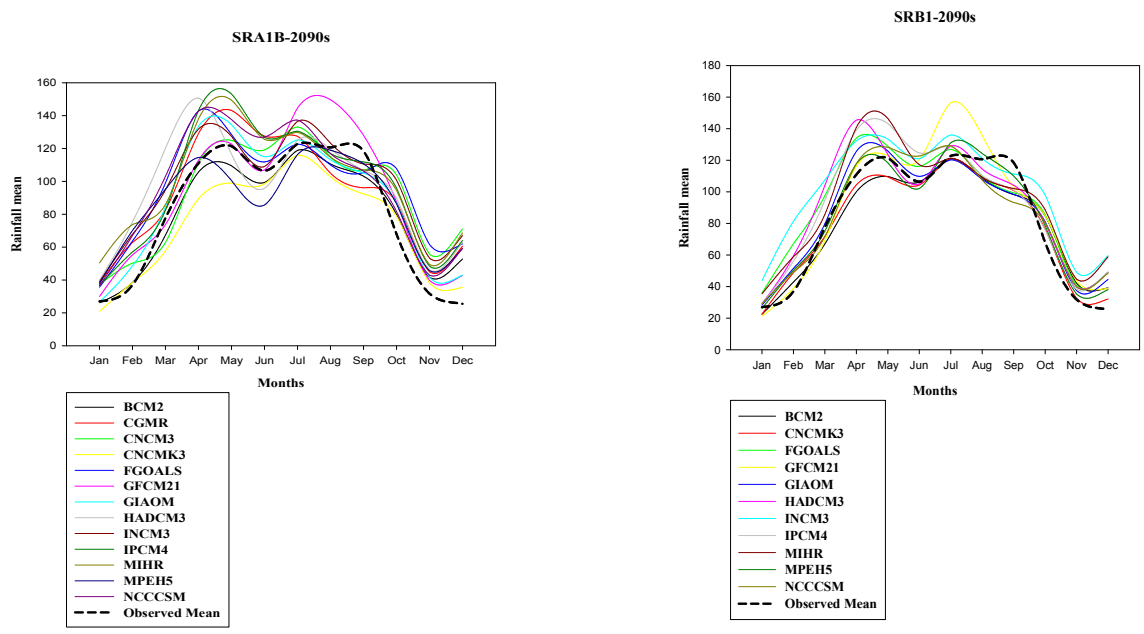 SRA1B-2090s
160
140
120
100
80
60
40
20
0
Rainfall mean
Jan Feb Mar Apr May Jun Jul Aug Sep Oct Nov Dec
Months
BCM2
CGMR
CNCM3
CNCMK3
FGOALS
GFCM21
GIAOM
HADCM3
INCM3
IPCM4
MIHR
MPEH5
NCCCSM
Observed Mean
SRB1-2090s
180
160
140
120
100
80
60
40
20
0
Rainfall mean
Jan Feb Mar Apr May Jun Jul Aug Sep Oct Nov Dec
Months
BCM2
CNCMK3
FGOALS
GFCM21
GIAOM
HADCM3
INCM3
IPCM4
MIHR
MPEH5
NCCCSM
Observed Mean